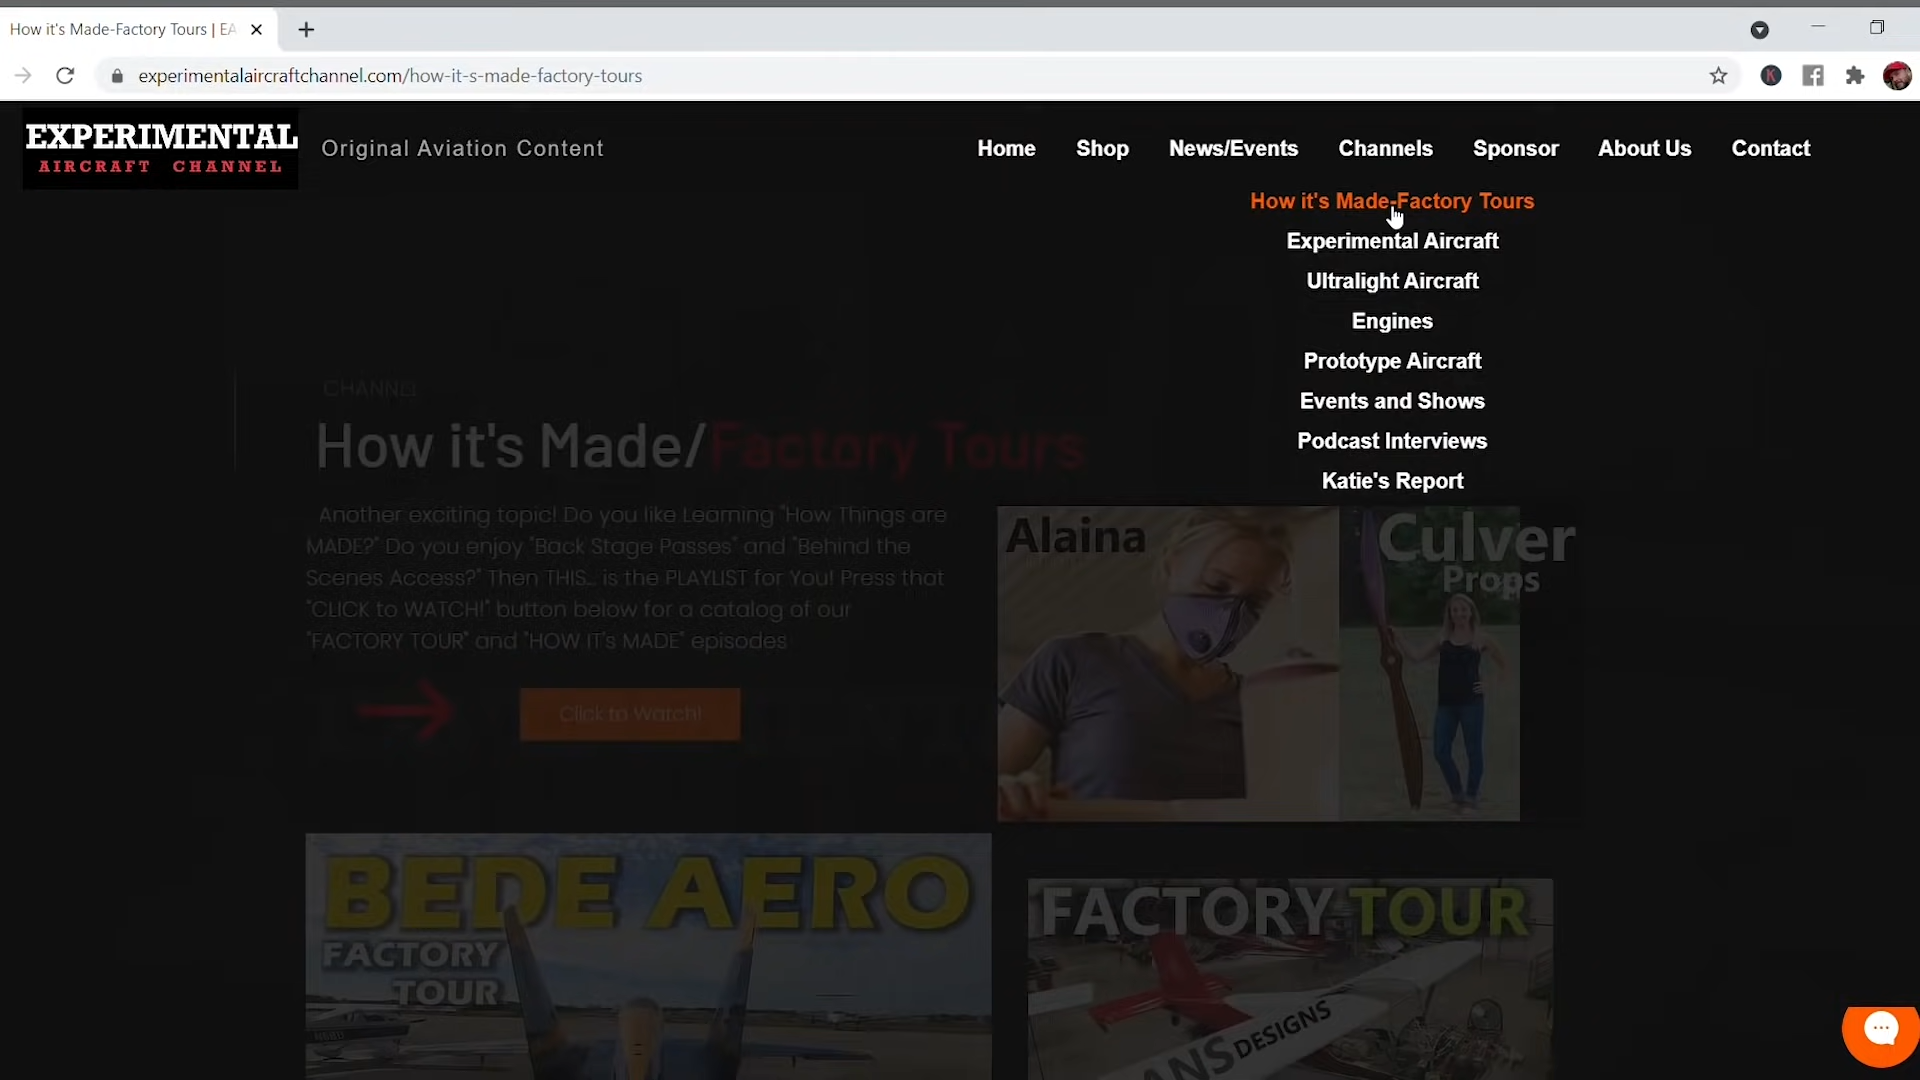 How it's Made-Factory Tours | EA
experimentalaircraftchannel.com/how-it-s-made-factory-tours
K
EXPERIMENTAL
AIRCRAFT CHANNEL
Original Aviation Content
Home
Shop
News/Events
Channels
Sponsor
About Us
Contact
How it's Made-Factory Tours
Experimental Aircraft
Ultralight Aircraft
Engines
Prototype Aircraft
Events and Shows
Podcast Interviews
Katie's Report
CHANNEL
How it's Made/Factory Tours
Another exciting topic! Do you like Learning "How Things are
MADE?" Do you enjoy "Back Stage Passes" and "Behind the
Scenes Access?" Then THIS... is the PLAYLIST for You! Press that
"CLICK to WATCH!" button below for a catalog of our
"FACTORY TOUR" and "HOW IT's MADE" episodes
Click to Watch!
Alaina
Culver
Props
BEDE AERO
FACTORY
TOUR
FACTORY TOUR
ANS DESIGNS